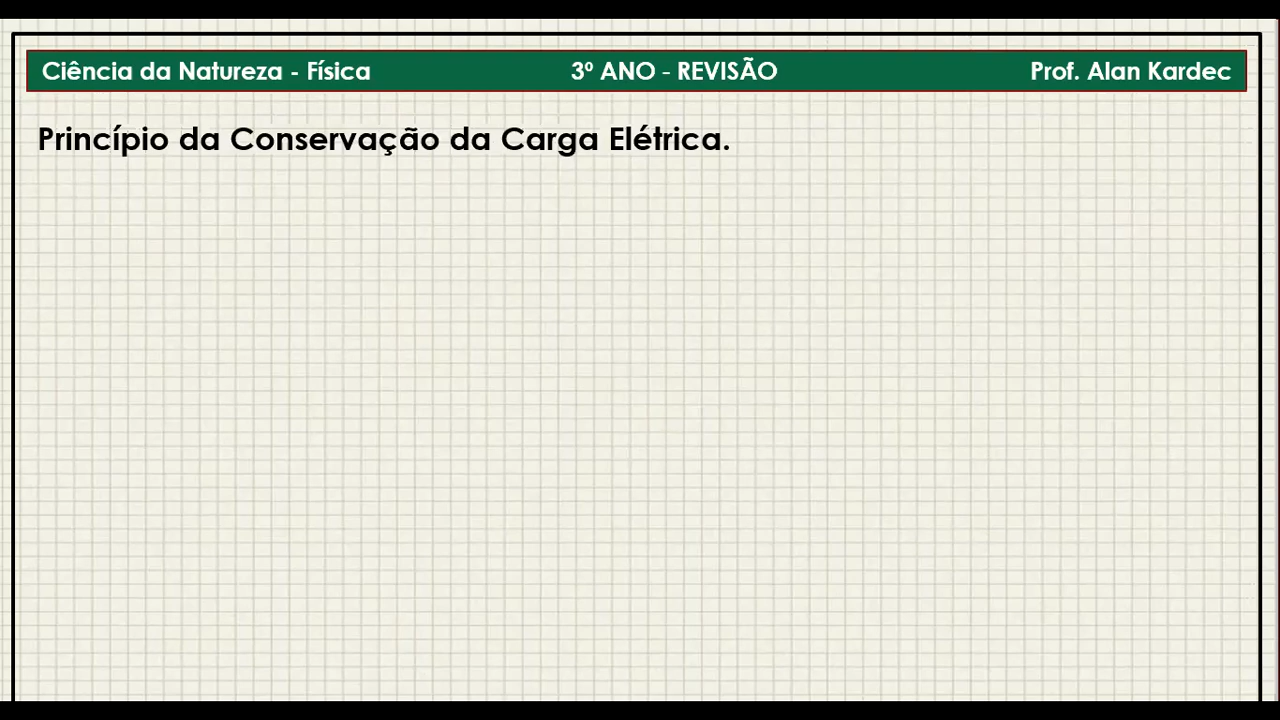 Ciência da Natureza - Física 3º ANO - REVISÃO Prof. Alan Kardec
Princípio da Conservação da Carga Elétrica.